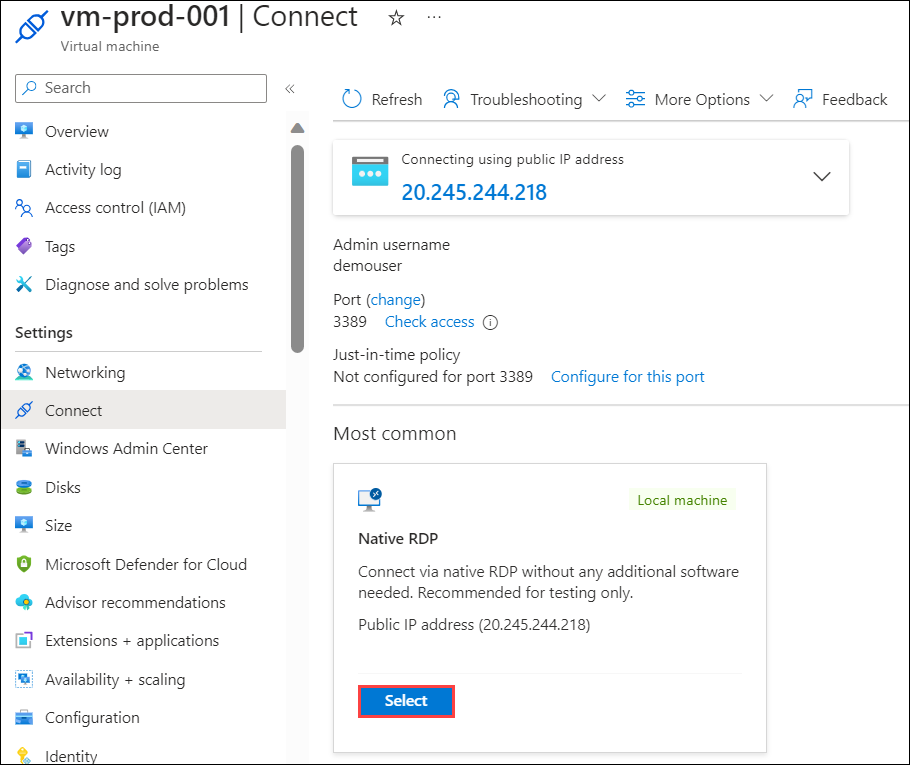 vm-prod-001 | Connect
Virtual machine
Search
Overview
Activity log
Access control (IAM)
Tags
Diagnose and solve problems
Settings
Networking
Connect
Windows Admin Center
Disks
Size
Microsoft Defender for Cloud
Advisor recommendations
Extensions + applications
Availability + scaling
Configuration
Identity
Refresh Troubleshooting More Options Feedback
Connecting using public IP address
20.245.244.218
Admin username
demouser
Port (change)
3389 Check access
Just-in-time policy
Not configured for port 3389 Configure for this port
Most common
Local machine
Native RDP
Connect via native RDP without any additional software
needed. Recommended for testing only.
Public IP address (20.245.244.218)
Select